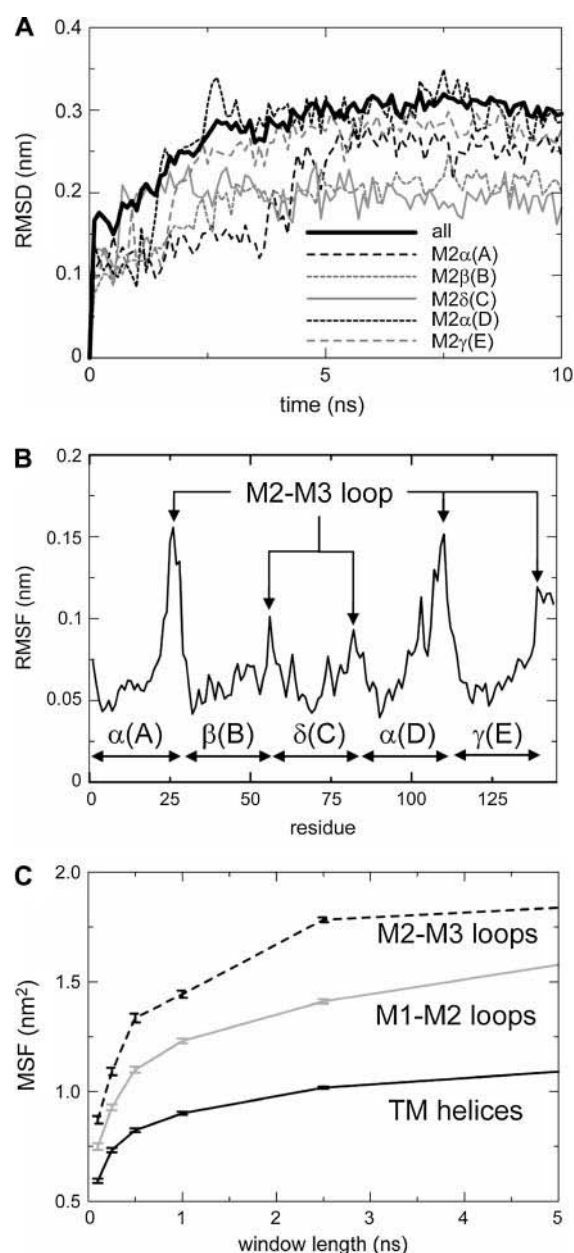 A
0.4
0.3
0.2
0.1
0
RMSD (nm)
all
M2α(A)
M2β(B)
M2δ(C)
M2α(D)
M2γ(E)
0 5 10
time (ns)
B
0.2
0.15
0.1
0.05
0
RMSF (nm)
M2-M3 loop
α(A) β(B) δ(C) α(D) γ(E)
0 25 50 75 100 125
residue
C
2.0
1.5
1.0
0.5
MSF (nm²)
M2-M3 loops
M1-M2 loops
TM helices
0 1 2 3 4 5
window length (ns)